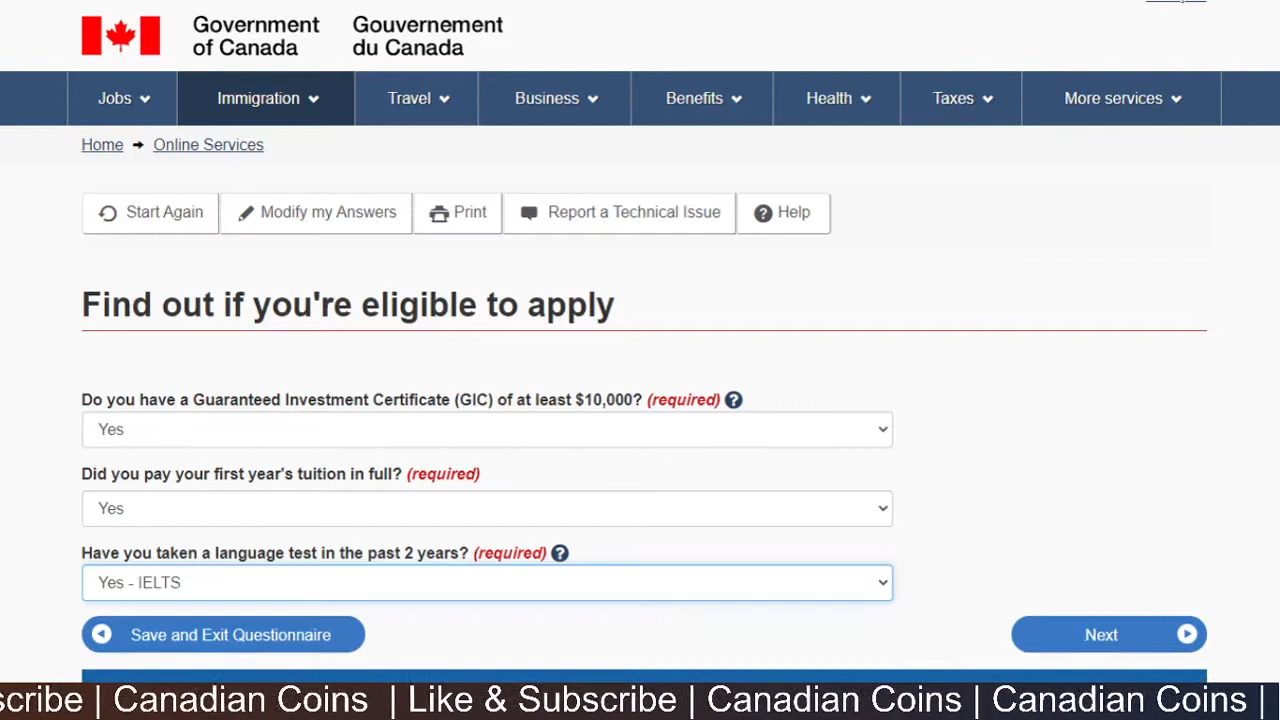 Government
of Canada
Gouvernement
du Canada
Jobs
Immigration
Travel
Business
Benefits
Health
Taxes
More services
Home
Online Services
Start Again
Modify my Answers
Print
Report a Technical Issue
Help
Find out if you're eligible to apply
Do you have a Guaranteed Investment Certificate (GIC) of at least $10,000? (required)
Yes
Did you pay your first year's tuition in full? (required)
Yes
Have you taken a language test in the past 2 years? (required)
Yes - IELTS
Save and Exit Questionnaire
Next
scribe | Canadian Coins | Like & Subscribe | Canadian Coins | Canadian Coins |